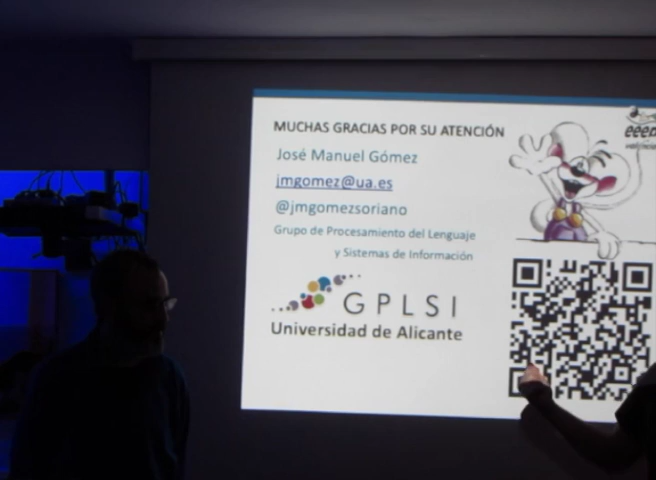 MUCHAS GRACIAS POR SU ATENCIÓN
José Manuel Gómez
jmgomez@ua.es
@jmgomezsoriano
Grupo de Procesamiento del Lenguaje
y Sistemas de Información
GPLSI
Universidad de Alicante